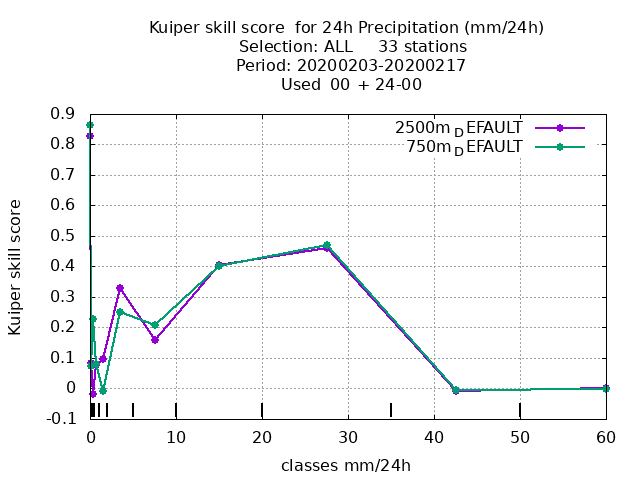 Kuiper skill score  for 24h Precipitation (mm/24h)
Selection: ALL     33 stations
Period: 20200203-20200217
Used  00 + 24-00
2500m_DEFAULT
750m_DEFAULT
0.9
0.8
0.7
0.6
0.5
0.4
0.3
0.2
0.1
0
-0.1
Kuiper skill score
0 10 20 30 40 50 60
classes mm/24h